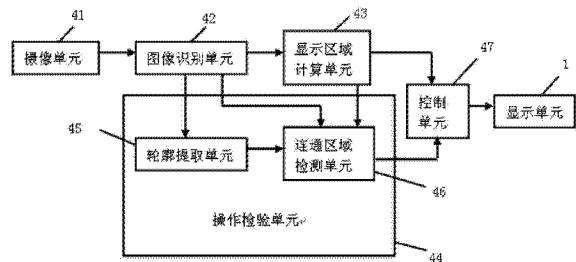 41
42
43
47
1
摄像单元
图像识别单元
显示区域
计算单元
控制
单元
显示单元
45
轮廓提取单元
连通区域
检测单元
46
操作检验单元
44